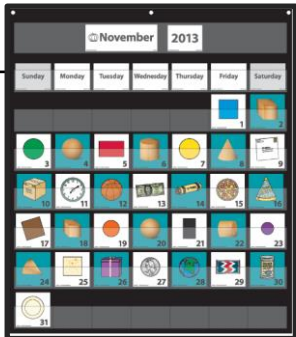 November 2013
Sunday Monday Tuesday Wednesday Thursday Friday Saturday
1 2
3 4 5 6 7 8 9
10 11 12 13 14 15 16
17 18 19 20 21 22 23
24 25 26 27 28 29 30
31